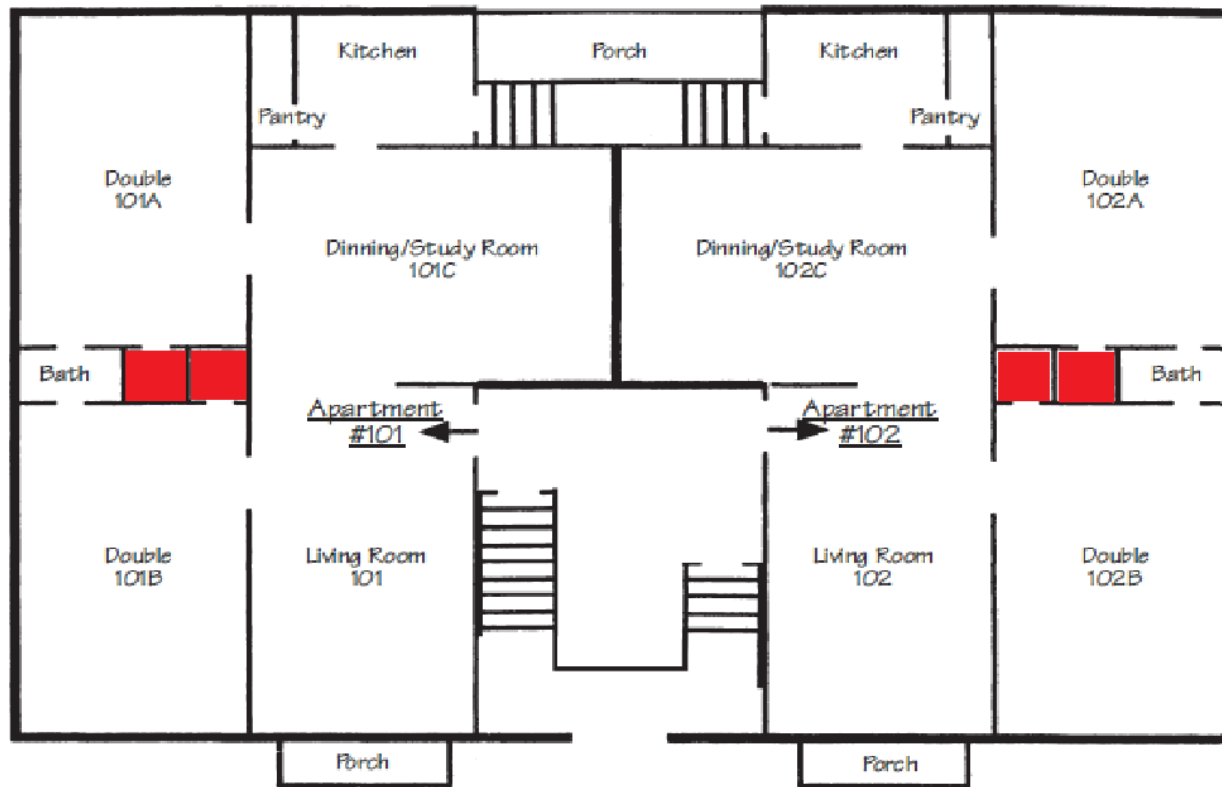 Kitchen
Porch
Kitchen
Pantry
Pantry
Double
101A
Double
102A
Dinning/Study Room
101C
Dinning/Study Room
102C
Bath
Bath
Apartment
#101
Apartment
#102
Double
101B
Living Room
101
Living Room
102
Double
102B
Porch
Porch